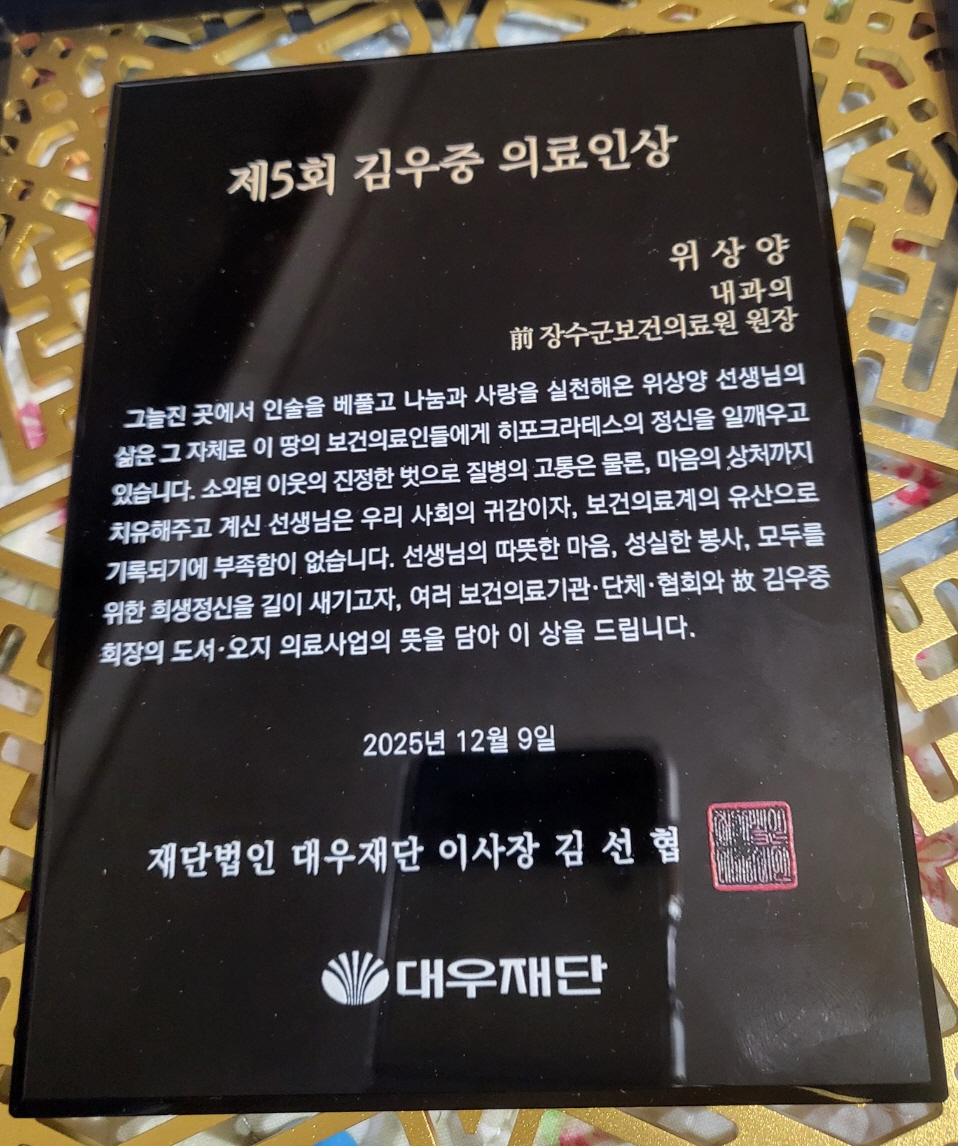 제5회 김우중 의료인상
위 상 양
내과의
前 장수군보건의료원 원장
그늘진 곳에서 인술을 베풀고 나눔과 사랑을 실천해온 위상양 선생님의
삶은 그 자체로 이 땅의 보건의료인들에게 히포크라테스의 정신을 일깨우고
있습니다. 소외된 이웃의 진정한 벗으로 질병의 고통은 물론, 마음의 상처까지
치유해주고 계신 선생님은 우리 사회의 귀감이자, 보건의료계의 유산으로
기록되기에 부족함이 없습니다. 선생님의 따뜻한 마음, 성실한 봉사, 모두를
위한 희생정신을 길이 새기고자, 여러 보건의료기관·단체·협회와 故 김우중
회장의 도서·오지 의료사업의 뜻을 담아 이 상을 드립니다.
2025년 12월 9일
재단법인 대우재단 이사장 김 선 협
대우재단